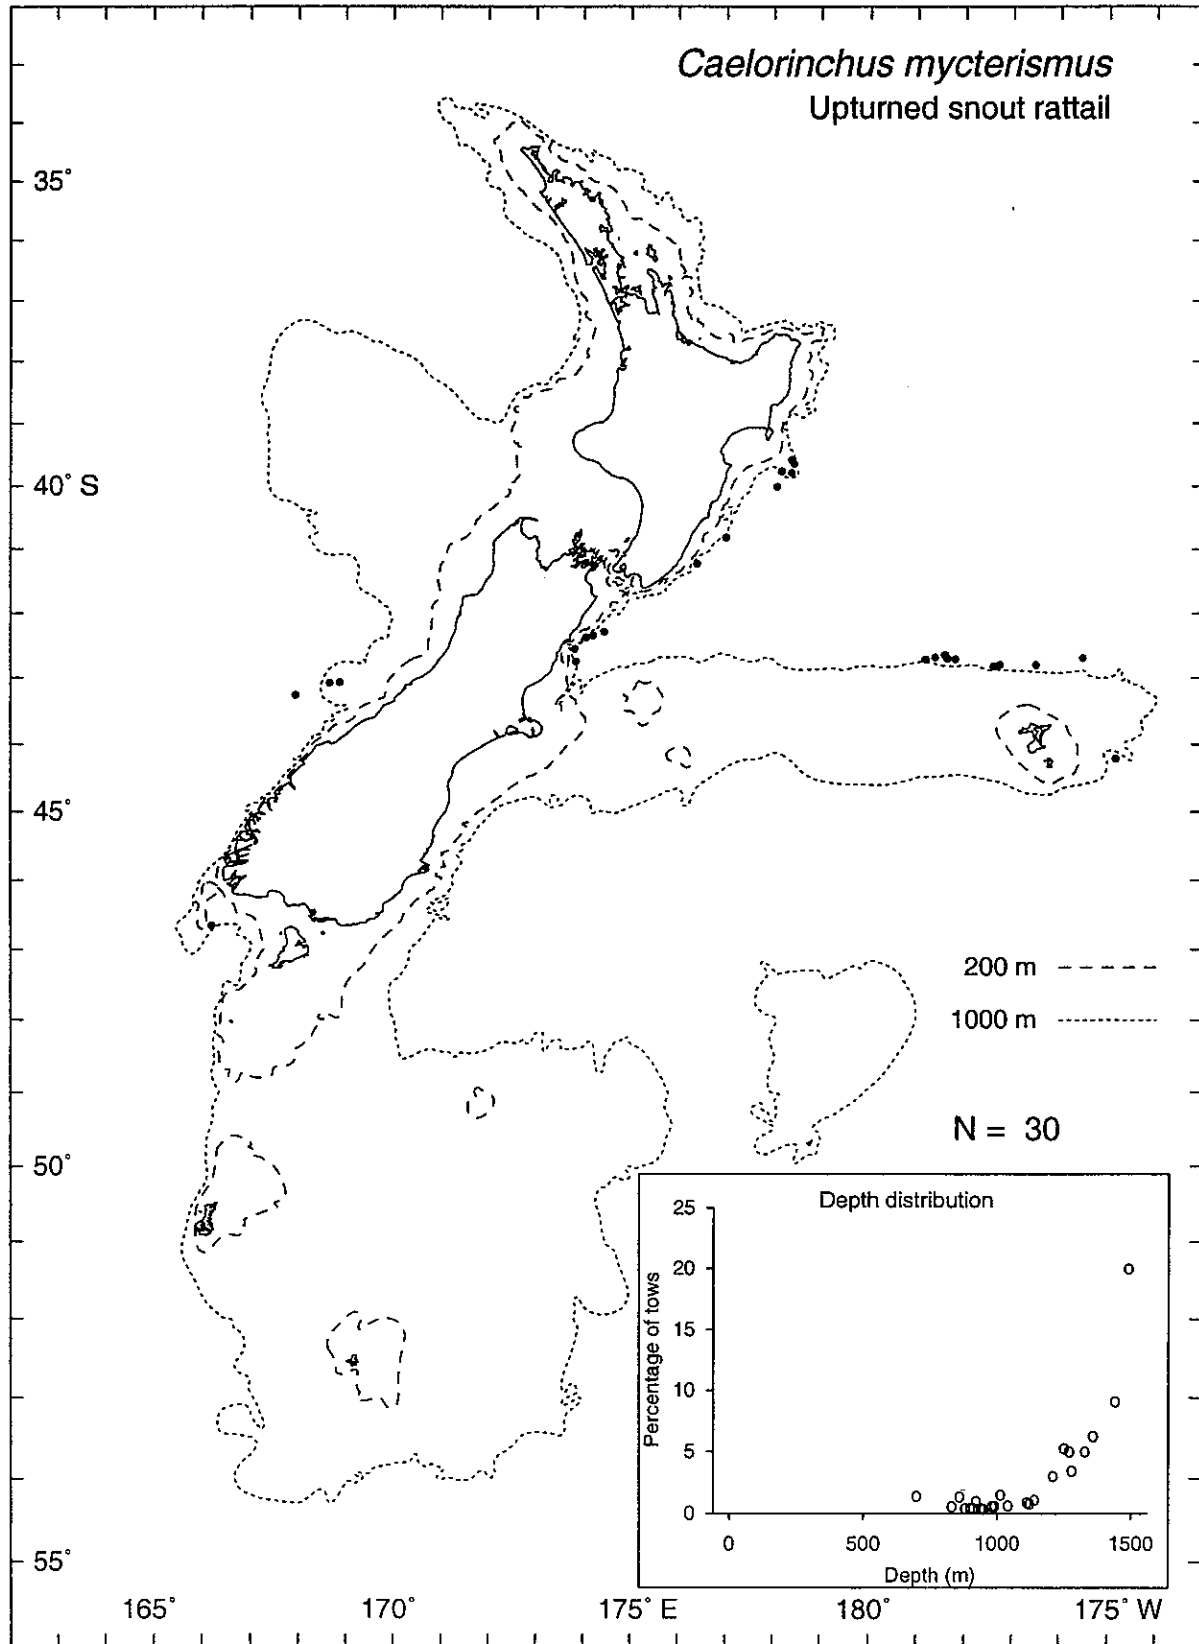 Caelorinchus mycterismus
Upturned snout rattail
35°
40° S
45°
200 m
1000 m
N = 30
50°
Depth distribution
25
20
15
10
5
0
Percentage of tows
0 500 1000 1500
Depth (m)
55°
165° 170° 175° E 180° 175° W